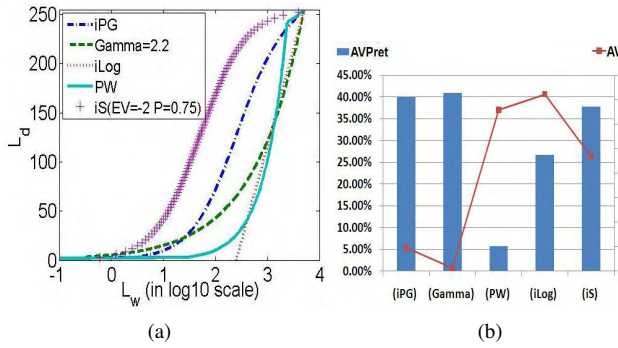 250
200
150
100
50
0
L_d
iPG
Gamma=2.2
iLog
PW
iS(EV=-2 P=0.75)
-1 0 1 2 3 4
L_w (in log10 scale)
(a)
AVPret
AV
45.00%
40.00%
35.00%
30.00%
25.00%
20.00%
15.00%
10.00%
5.00%
0.00%
(iPG) (Gamma) (PW) (iLog) (iS)
(b)